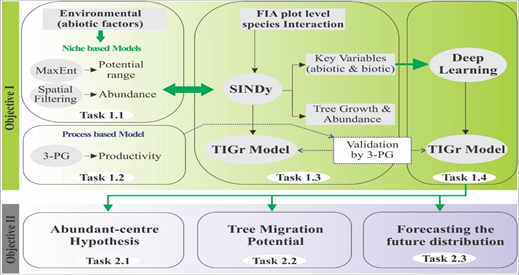 Objective I
Environmental
(abiotic factors)
Niche based Models
MaxEnt
Potential
range
Spatial
Filtering
Abundance
Task 1.1
Process based Model
3-PG
Productivity
Task 1.2
FIA plot level
species Interaction
SINDy
Key Variables
(abiotic & biotic)
Tree Growth &
Abundance
TIGr Model
Validation
by 3-PG
Task 1.3
Deep
Learning
TIGr Model
Task 1.4
Objective II
Abundant-centre
Hypothesis
Task 2.1
Tree Migration
Potential
Task 2.2
Forecasting the
future distribution
Task 2.3